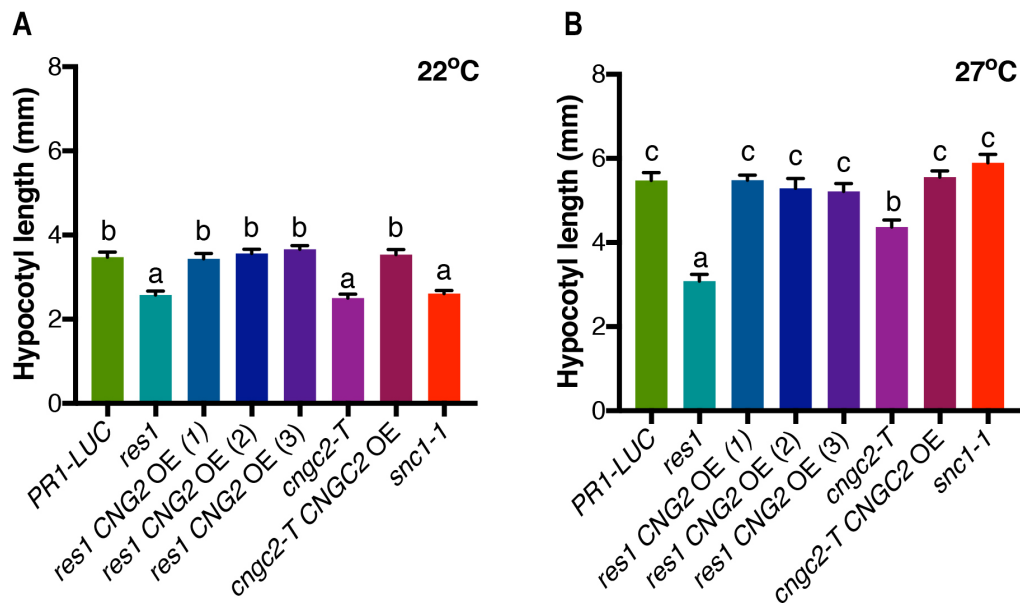 A
22°C
Hypocotyl length (mm)
8
6
4
2
0
b
a
b
b
b
a
b
a
PR1-LUC
res1
res1 CNG2 OE (1)
res1 CNG2 OE (2)
res1 CNG2 OE (3)
cngc2-T
cngc2-T CNGC2 OE
snc1-1
B
27°C
Hypocotyl length (mm)
8
6
4
2
0
c
a
c
c
c
b
c
c
PR1-LUC
res1
res1 CNG2 OE (1)
res1 CNG2 OE (2)
res1 CNG2 OE (3)
cngc2-T
cngc2-T CNGC2 OE
snc1-1